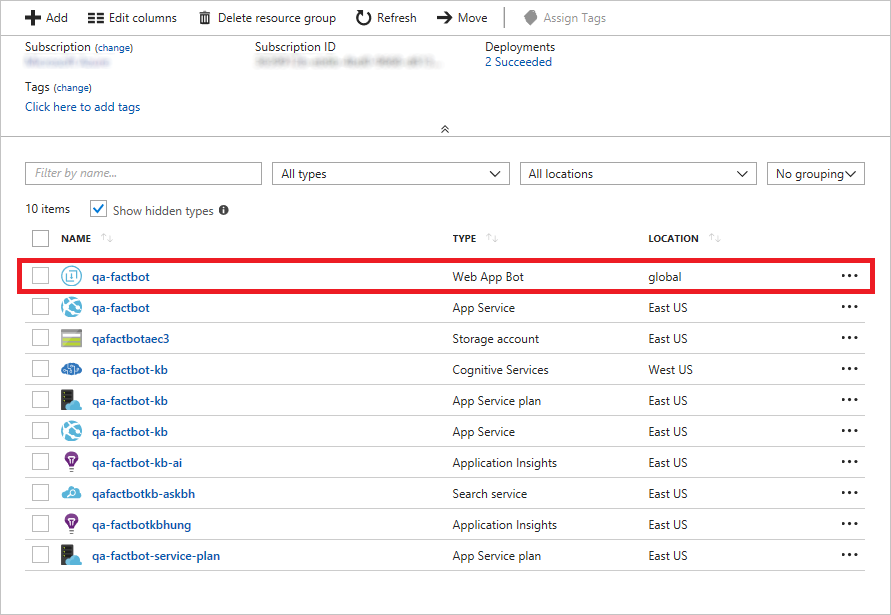 Add Edit columns Delete resource group Refresh Move Assign Tags
Subscription (change) Subscription ID Deployments
2 Succeeded
Tags (change)
Click here to add tags
Filter by name... All types All locations No grouping
10 items Show hidden types
NAME TYPE LOCATION
qa-factbot Web App Bot global
qa-factbot App Service East US
qafactbotaec3 Storage account East US
qa-factbot-kb Cognitive Services West US
qa-factbot-kb App Service plan East US
qa-factbot-kb App Service East US
qa-factbot-kb-ai Application Insights East US
qafactbotkb-askbh Search service East US
qa-factbotkbhung Application Insights East US
qa-factbot-service-plan App Service plan East US